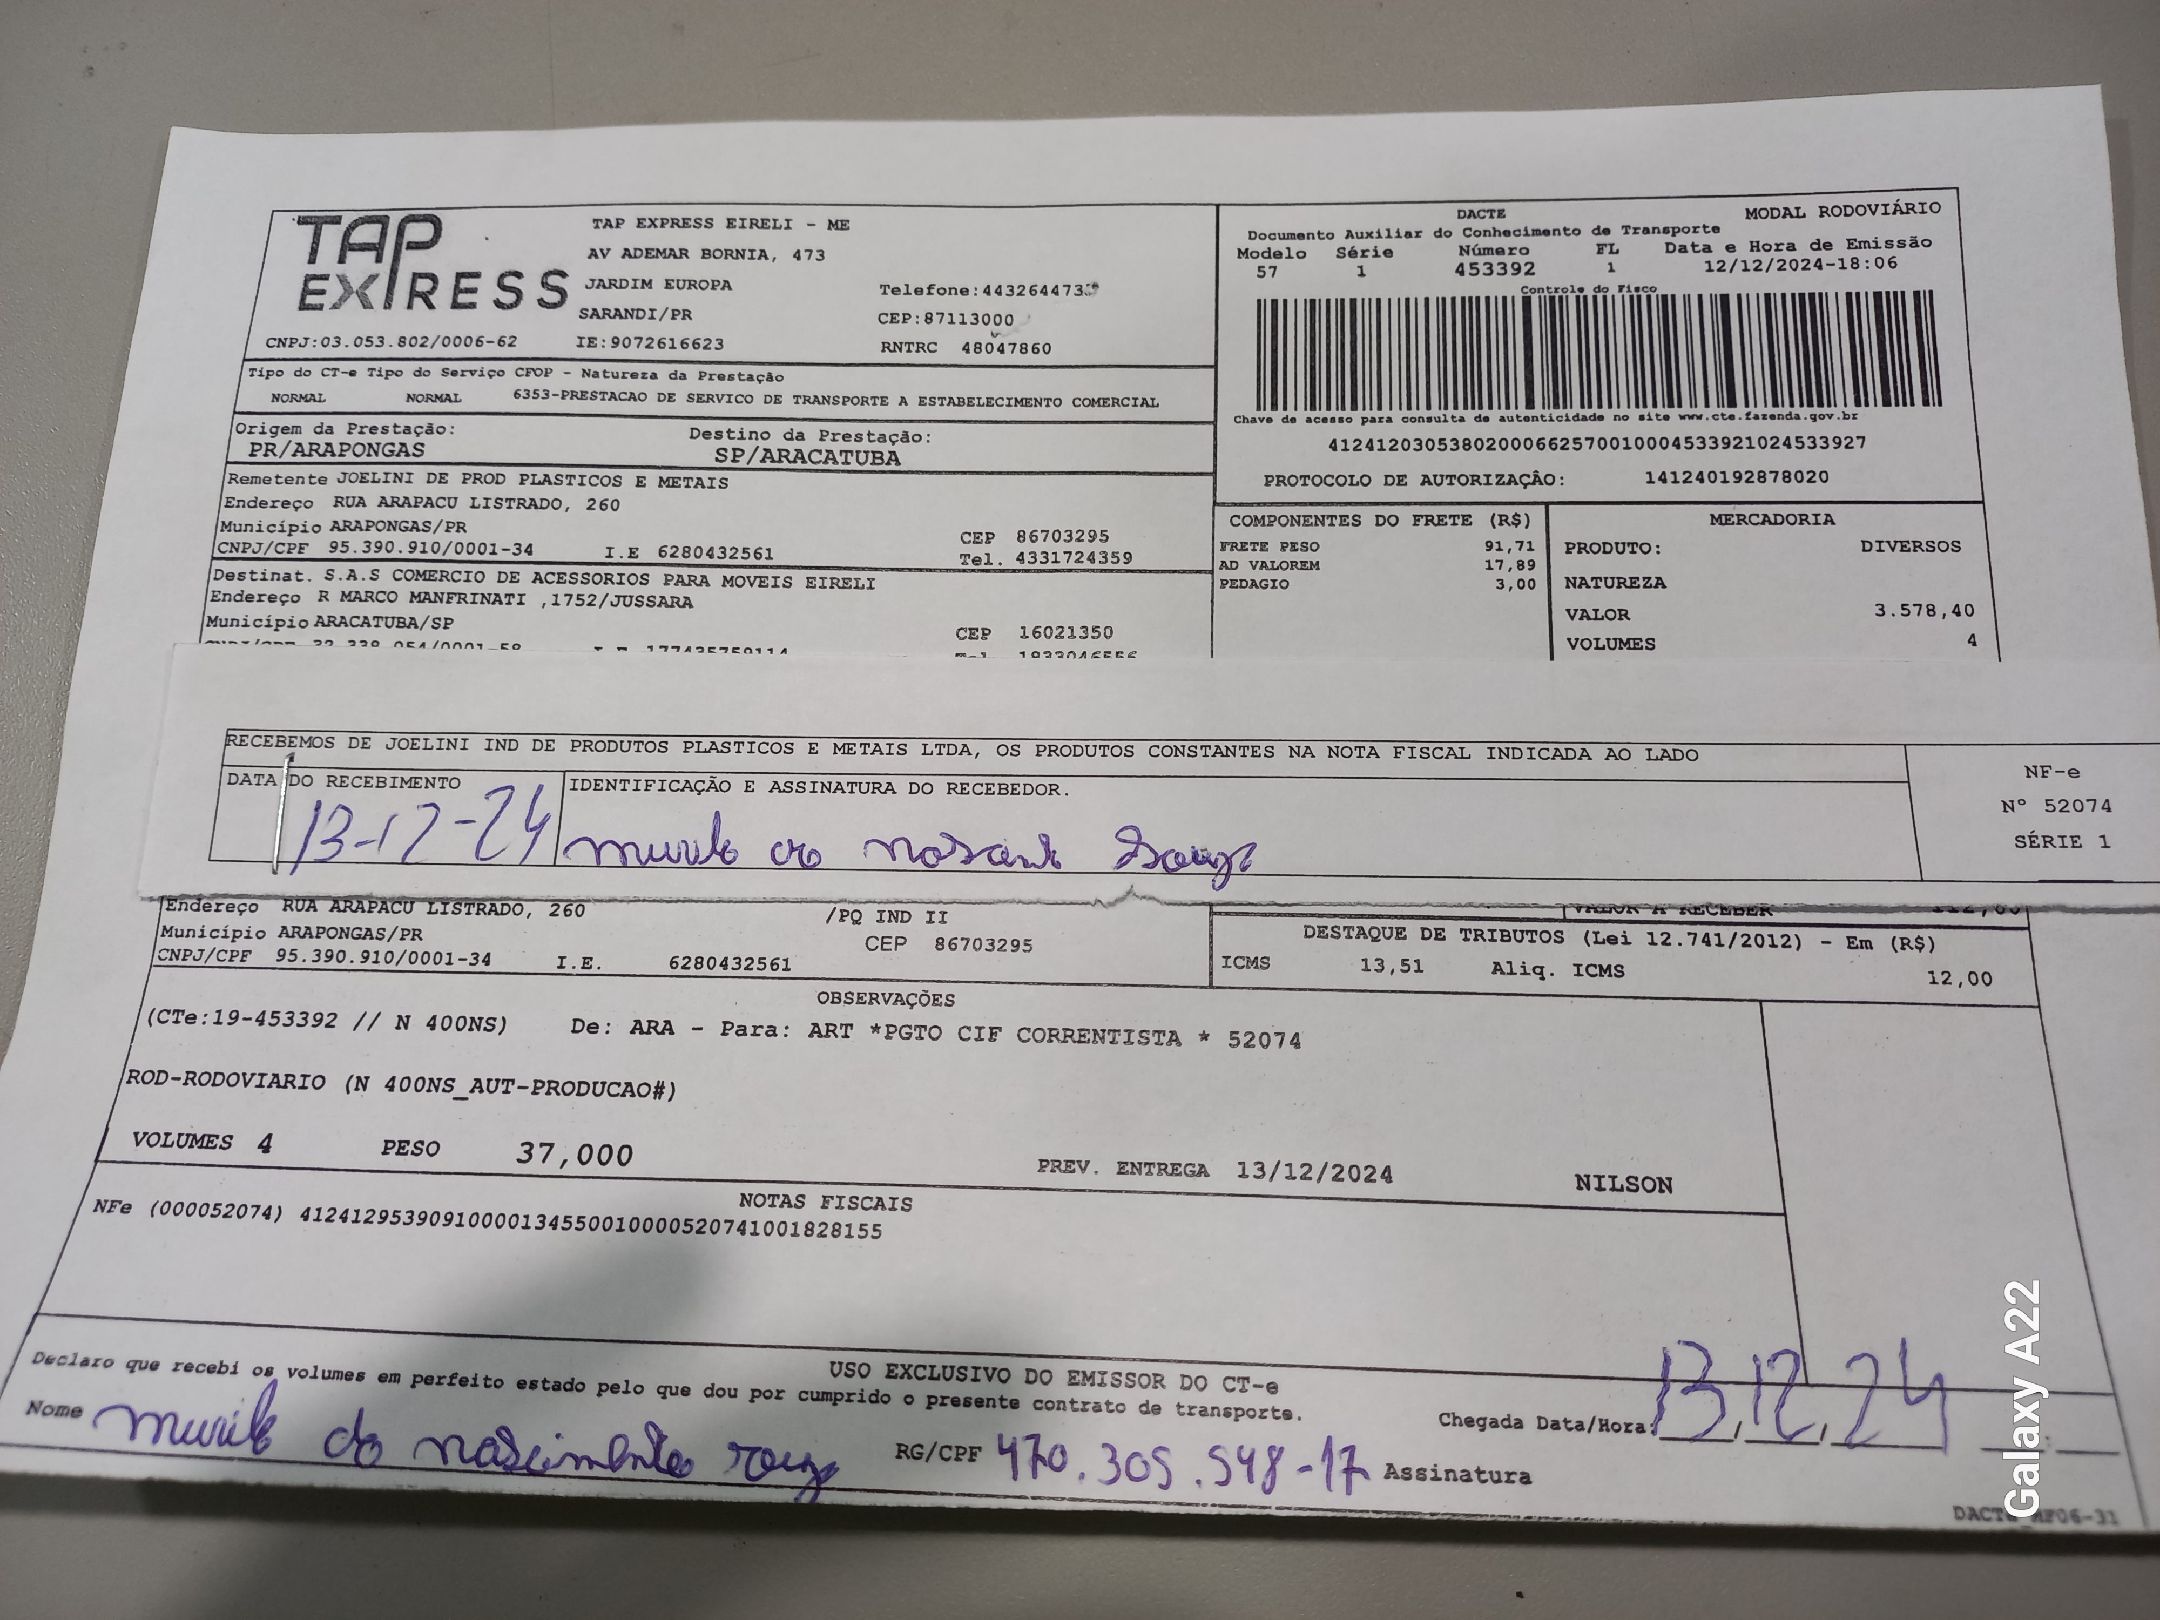 TAP EXPRESS
TAP EXPRESS EIRELI - ME
AV ADEMAR BORNIA, 473
JARDIM EUROPA
Telefone:443264473
SARANDI/PR
CEP:87113000
CNPJ:03.053.802/0006-62 IE:9072616623
RNTRC 48047860
DACTE MODAL RODOVIÁRIO
Documento Auxiliar do Conhecimento de Transporte
Modelo Série Número FL Data e Hora de Emissão
57 1 453392 1 12/12/2024-18:06
Controle do Fisco
Chave de acesso para consulta de autenticidade no site www.cte.fazenda.gov.br
41241203053802000662570010004533921024533927
PROTOCOLO DE AUTORIZAÇÂO: 141240192878020
Tipo do CT-e Tipo do Serviço CFOP - Natureza da Prestação
NORMAL NORMAL 6353-PRESTACAO DE SERVICO DE TRANSPORTE A ESTABELECIMENTO COMERCIAL
Origem da Prestação: Destino da Prestação:
PR/ARAPONGAS SP/ARACATUBA
Remetente JOELINI DE PROD PLASTICOS E METAIS
Endereço RUA ARAPACU LISTRADO, 260
Município ARAPONGAS/PR CEP 86703295
CNPJ/CPF 95.390.910/0001-34 I.E 6280432561 Tel. 4331724359
Destinat. S.A.S COMERCIO DE ACESSORIOS PARA MOVEIS EIRELI
Endereço R MARCO MANFRINATI ,1752/JUSSARA
Município ARACATUBA/SP CEP 16021350
COMPONENTES DO FRETE (R$)
FRETE PESO 91,71
AD VALOREM 17,89
PEDAGIO 3,00
MERCADORIA
PRODUTO: DIVERSOS
NATUREZA
VALOR 3.578,40
VOLUMES 4
RECEBEMOS DE JOELINI IND DE PRODUTOS PLASTICOS E METAIS LTDA, OS PRODUTOS CONSTANTES NA NOTA FISCAL INDICADA AO LADO
DATA DO RECEBIMENTO IDENTIFICAÇÃO E ASSINATURA DO RECEBEDOR.
13-12-24
NF-e
Nº 52074
SÉRIE 1
Endereço RUA ARAPACU LISTRADO, 260 /PQ IND II
Município ARAPONGAS/PR CEP 86703295
CNPJ/CPF 95.390.910/0001-34 I.E. 6280432561
VALOR A RECEBER
DESTAQUE DE TRIBUTOS (Lei 12.741/2012) - Em (R$)
ICMS 13,51 Aliq. ICMS 12,00
OBSERVAÇÕES
(CTe:19-453392 // N 400NS) De: ARA - Para: ART *PGTO CIF CORRENTISTA * 52074
ROD-RODOVIARIO (N 400NS_AUT-PRODUCAO#)
VOLUMES 4 PESO 37,000 PREV. ENTREGA 13/12/2024 NILSON
NOTAS FISCAIS
NFe (000052074) 41241295390910000134550010000520741001828155
USO EXCLUSIVO DO EMISSOR DO CT-e
Declaro que recebi os volumes em perfeito estado pelo que dou por cumprido o presente contrato de transporte.
Chegada Data/Hora: 13,12,24
Nome murilo do nascimento souza RG/CPF 470.305.548-17 Assinatura
Galaxy A22